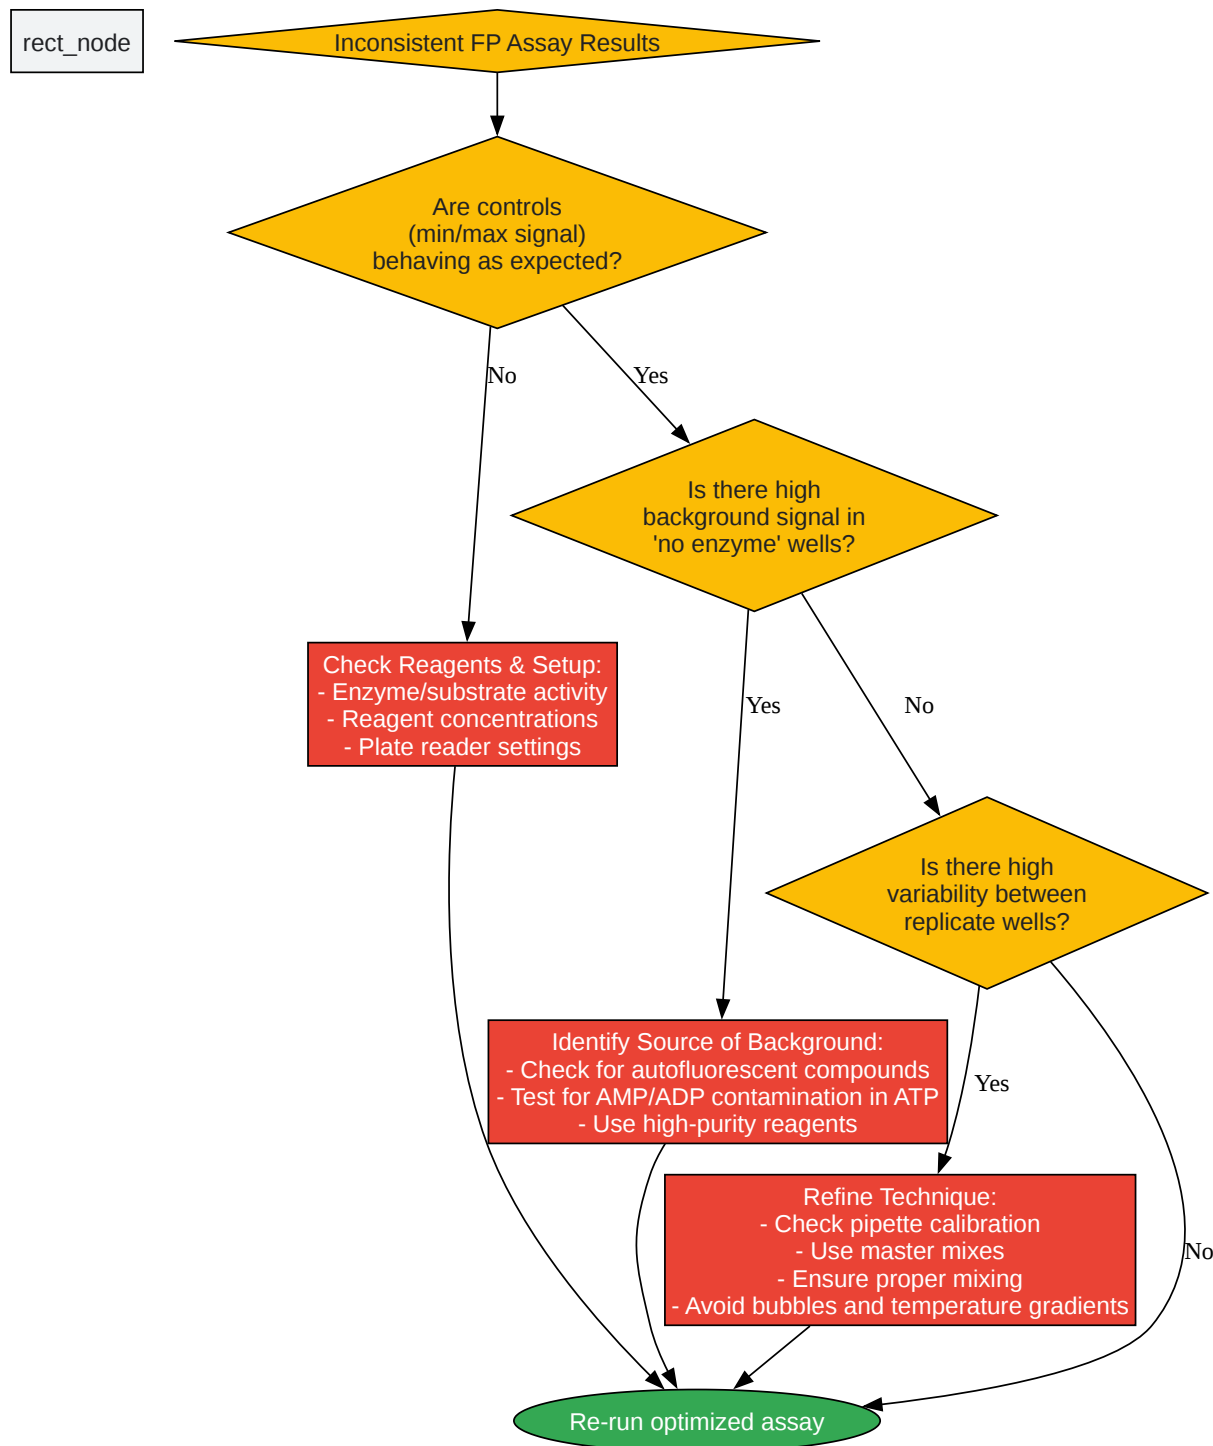 rect_node
Inconsistent FP Assay Results
Are controls
(min/max signal)
behaving as expected?
No
Yes
Is there high
background signal in
'no enzyme' wells?
Check Reagents & Setup:
- Enzyme/substrate activity
- Reagent concentrations
- Plate reader settings
Yes
No
Is there high
variability between
replicate wells?
Identify Source of Background:
- Check for autofluorescent compounds
- Test for AMP/ADP contamination in ATP
- Use high-purity reagents
Yes
Refine Technique:
- Check pipette calibration
- Use master mixes
- Ensure proper mixing
- Avoid bubbles and temperature gradients
No
Re-run optimized assay